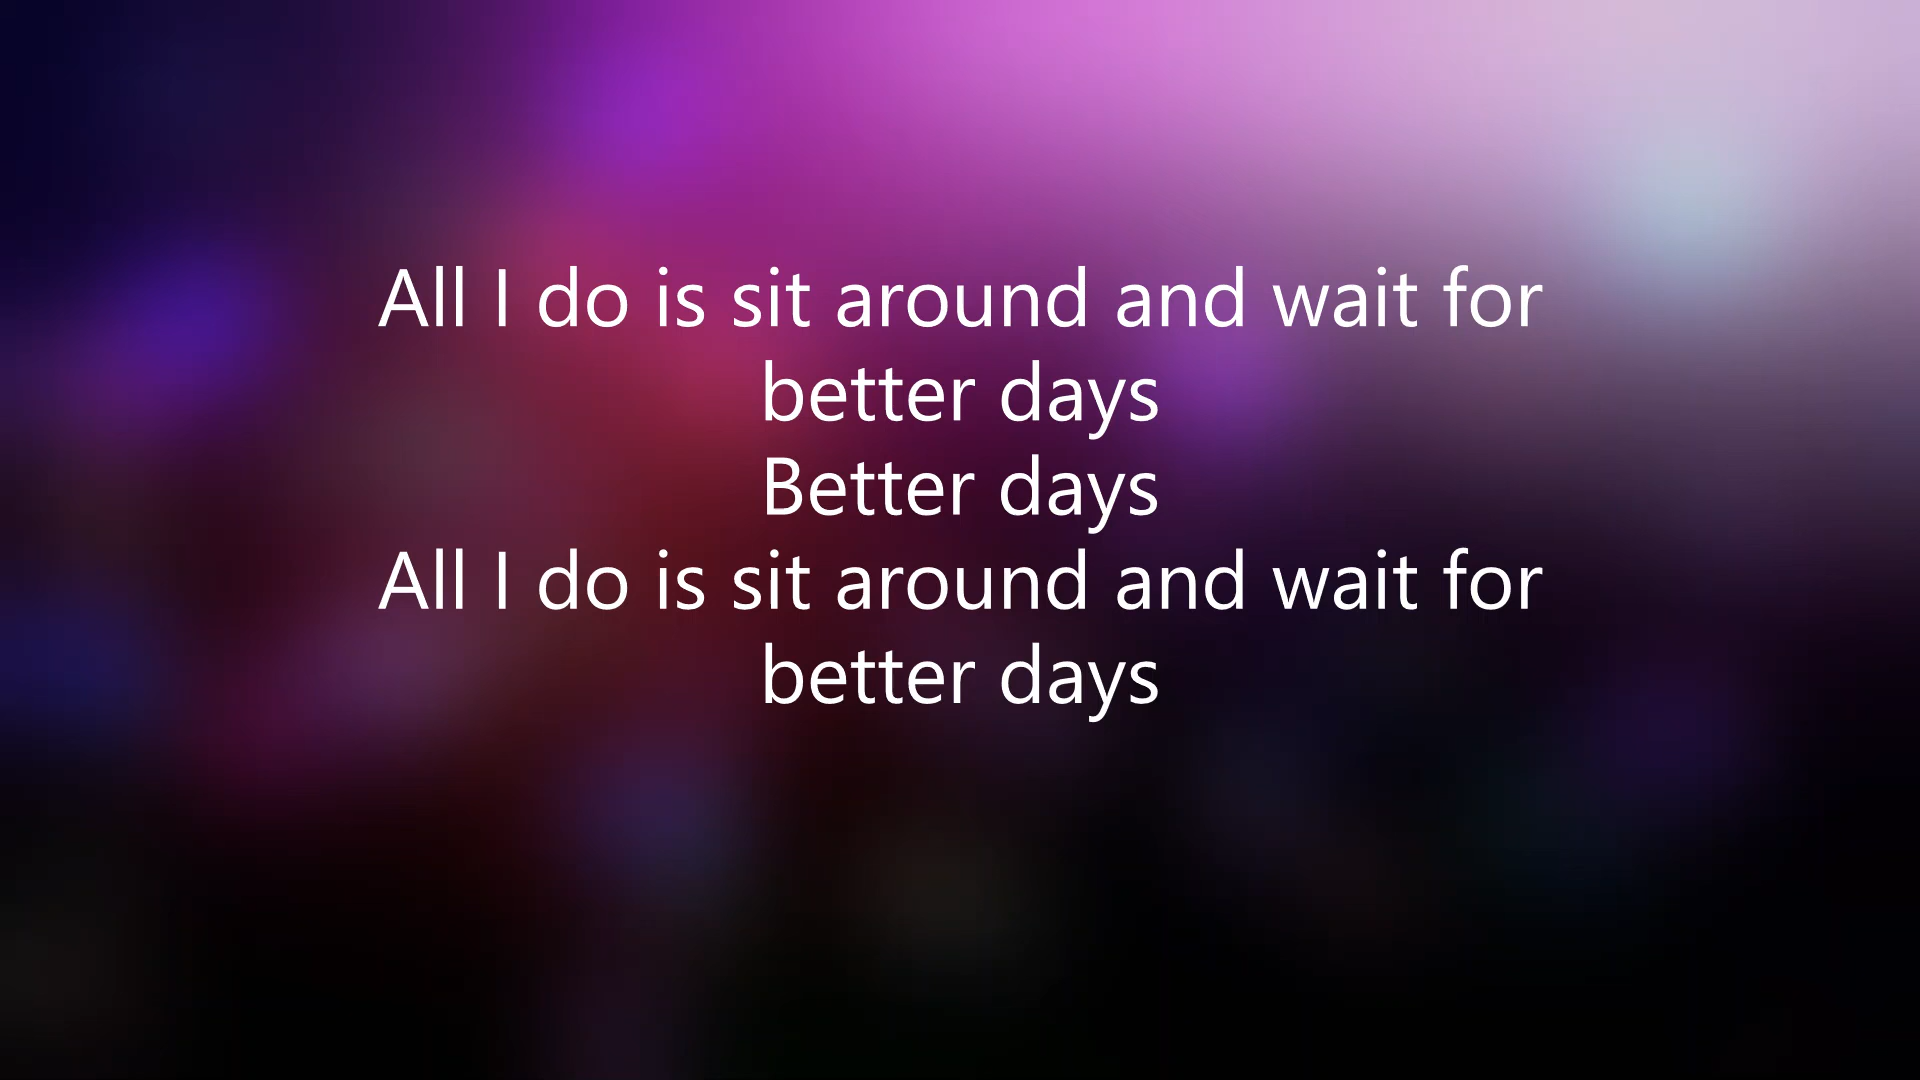 All I do is sit around and wait for
better days
Better days
All I do is sit around and wait for
better days